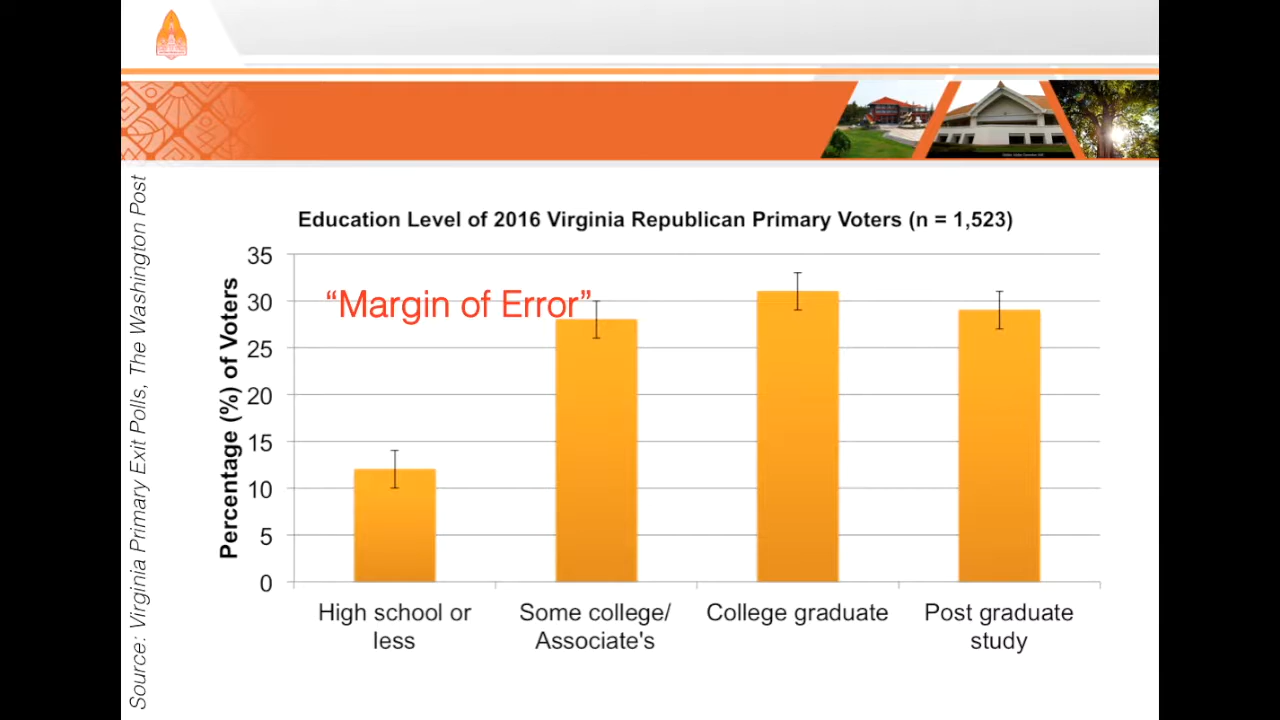 Education Level of 2016 Virginia Republican Primary Voters (n = 1,523)
“Margin of Error”
Percentage (%) of Voters
35
30
25
20
15
10
5
0
High school or
less
Some college/
Associate's
College graduate
Post graduate
study
Source: Virginia Primary Exit Polls, The Washington Post